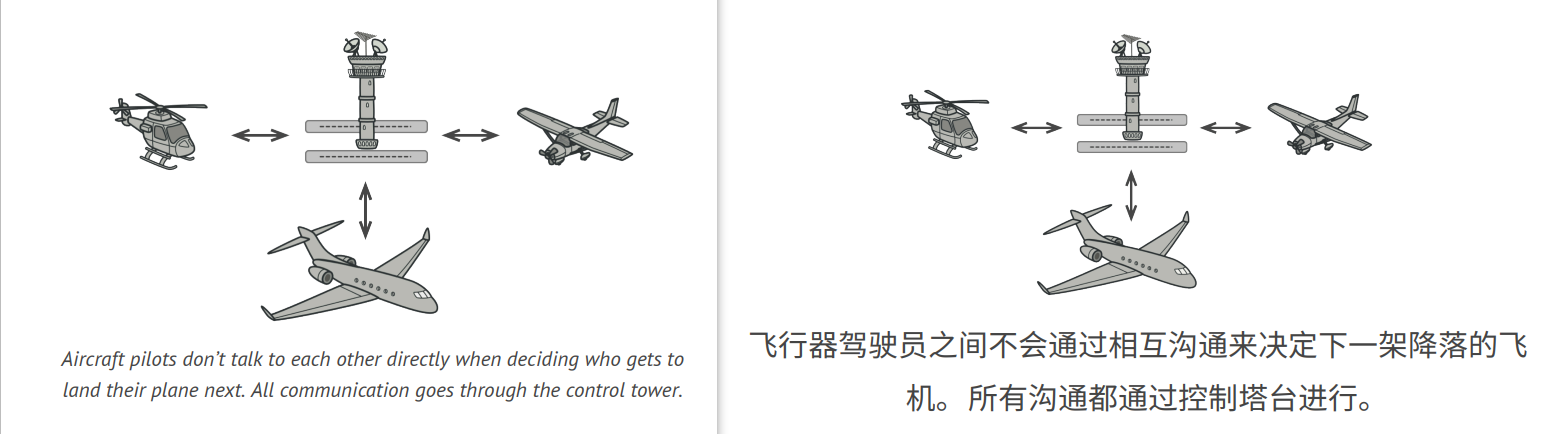 Aircraft pilots don’t talk to each other directly when deciding who gets to
land their plane next. All communication goes through the control tower.
飞行器驾驶员之间不会通过相互沟通来决定下一架降落的飞
机。所有沟通都通过控制塔台进行。